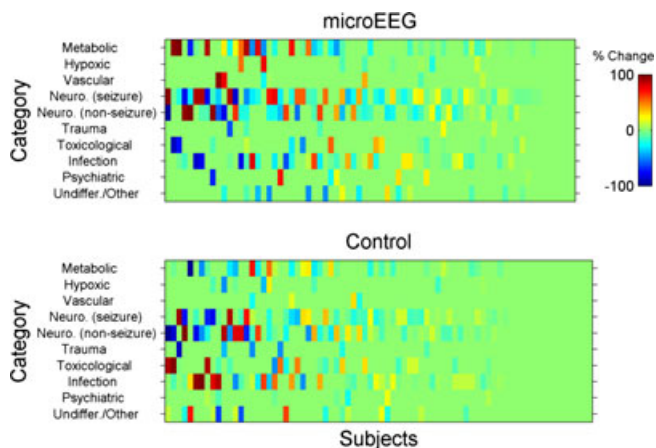 microEEG
Category
Metabolic
Hypoxic
Vascular
Neuro. (seizure)
Neuro. (non-seizure)
Trauma
Toxicological
Infection
Psychiatric
Undiffer./Other
% Change
100
0
-100
Control
Category
Metabolic
Hypoxic
Vascular
Neuro. (seizure)
Neuro. (non-seizure)
Trauma
Toxicological
Infection
Psychiatric
Undiffer./Other
Subjects